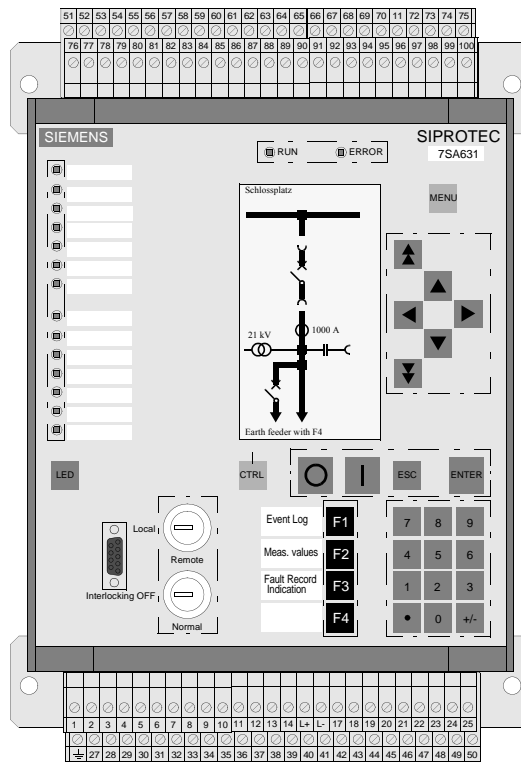 51 52 53 54 55 56 57 58 59 60 61 62 63 64 65 66 67 68 69 70 11 72 73 74 75
76 77 78 79 80 81 82 83 84 85 86 87 88 89 90 91 92 93 94 95 96 97 98 99 100
SIEMENS
SIPROTEC
RUN
ERROR
7SA631
Schlossplatz
MENU
21 kV
1000 A
Earth feeder with F4
LED
CTRL
ESC
ENTER
Event Log
F1
7 8 9
Local
Remote
Meas. values
F2
4 5 6
Fault Record
Indication
F3
1 2 3
Interlocking OFF
Normal
F4
• 0 +/-
1 2 3 4 5 6 7 8 9 10 11 12 13 14 L+ L- 17 18 19 20 21 22 23 24 25
27 28 29 30 31 32 33 34 35 36 37 38 39 40 41 42 43 44 45 46 47 48 49 50